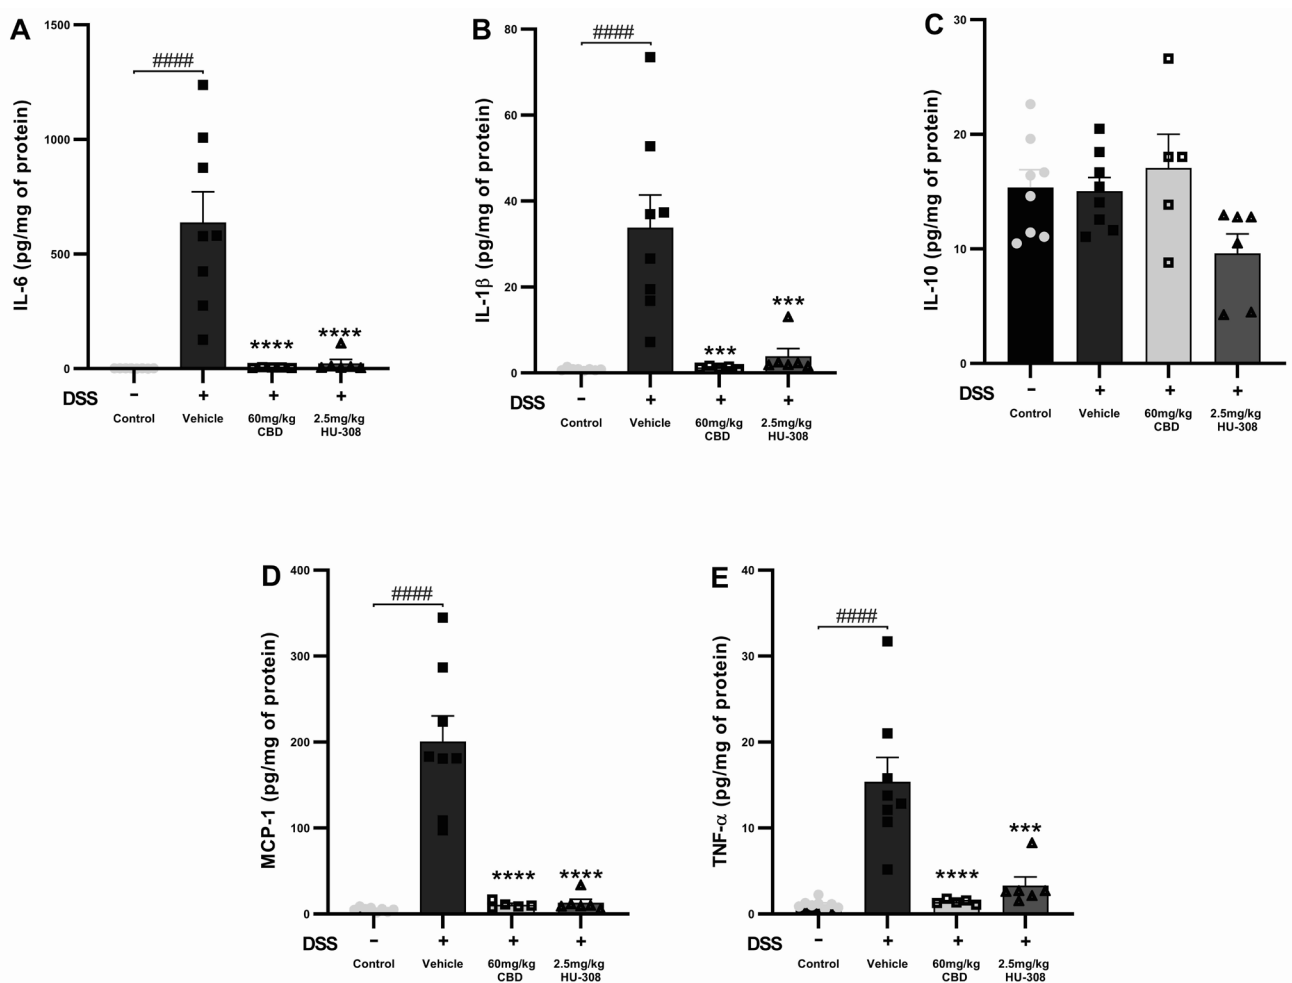 A
IL-6 (pg/mg of protein)
1500
1000
500
0
####
****
****
DSS
− + + +
Control Vehicle 60mg/kg CBD 2.5mg/kg HU-308
B
IL-1β (pg/mg of protein)
80
60
40
20
0
####
***
***
DSS
− + + +
Control Vehicle 60mg/kg CBD 2.5mg/kg HU-308
C
IL-10 (pg/mg of protein)
30
20
10
0
DSS
− + + +
Control Vehicle 60mg/kg CBD 2.5mg/kg HU-308
D
MCP-1 (pg/mg of protein)
400
300
200
100
0
####
****
****
DSS
− + + +
Control Vehicle 60mg/kg CBD 2.5mg/kg HU-308
E
TNF-α (pg/mg of protein)
40
30
20
10
0
####
****
***
DSS
− + + +
Control Vehicle 60mg/kg CBD 2.5mg/kg HU-308